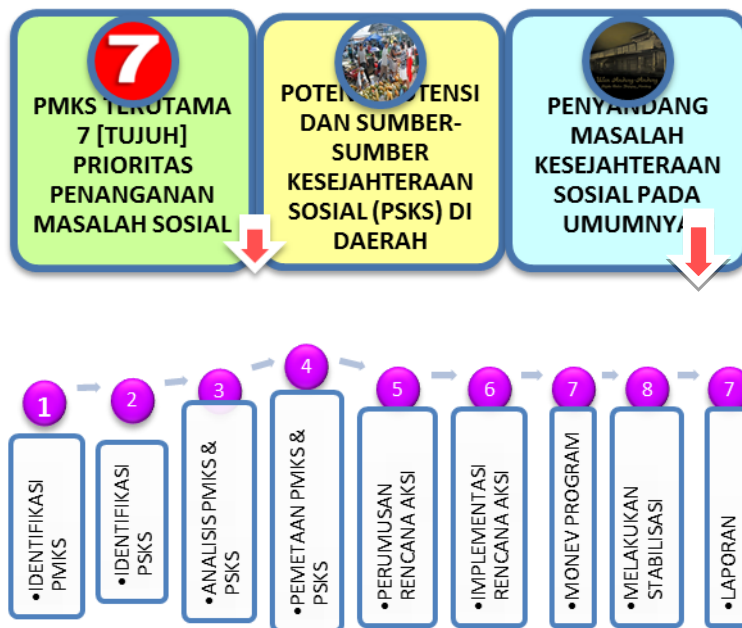 7
PMKS TERUTAMA
7 [TUJUH]
PRIORITAS
PENANGANAN
MASALAH SOSIAL
DAN SUMBER-
SUMBER
KESEJAHTERAAN
SOSIAL (PSKS) DI
DAERAH
PENYANDANG
MASALAH
KESEJAHTERAAN
SOSIAL PADA
UMUMNYA
1
2
3
4
5
6
7
8
7
•IDENTIFIKASI
PMKS
•IDENTIFIKASI
PSKS
•ANALISIS PMKS &
PSKS
•PEMETAAN PMKS &
PSKS
•PERUMUSAN
RENCANA AKSI
•IMPLEMENTASI
RENCANA AKSI
•MONEV PROGRAM
•MELAKUKAN
STABILISASI
•LAPORAN